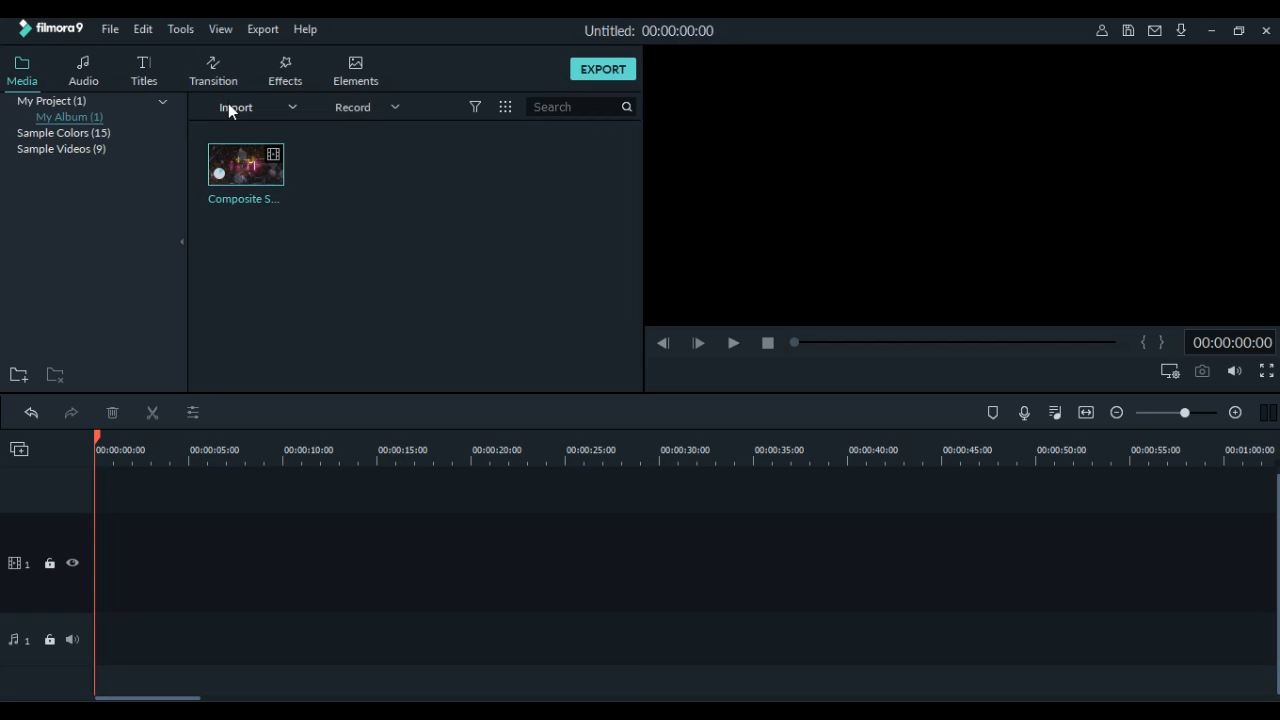 filmora9 File Edit Tools View Export Help Untitled: 00:00:00:00
Media Audio Titles Transition Effects Elements EXPORT
My Project (1)
My Album (1)
Sample Colors (15)
Sample Videos (9)
Import Record Search
Composite S...
00:00:00:00
00:00:00:00 00:00:05:00 00:00:10:00 00:00:15:00 00:00:20:00 00:00:25:00 00:00:30:00 00:00:35:00 00:00:40:00 00:00:45:00 00:00:50:00 00:00:55:00 00:01:00:00
1
1